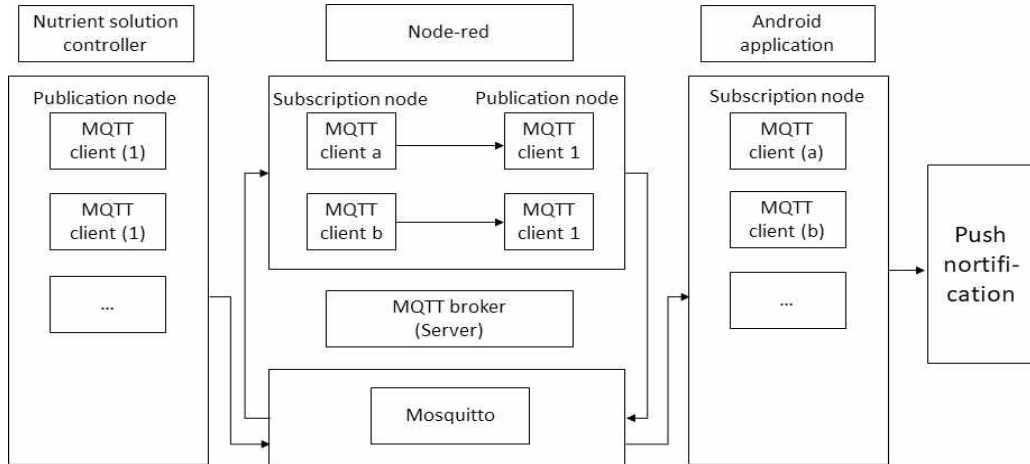 Nutrient solution
controller
Node-red
Android
application
Publication node
MQTT
client (1)
MQTT
client (1)
...
Subscription node
Publication node
MQTT
client a
MQTT
client 1
MQTT
client b
MQTT
client 1
MQTT broker
(Server)
Mosquitto
Subscription node
MQTT
client (a)
MQTT
client (b)
...
Push
nortifi-
cation